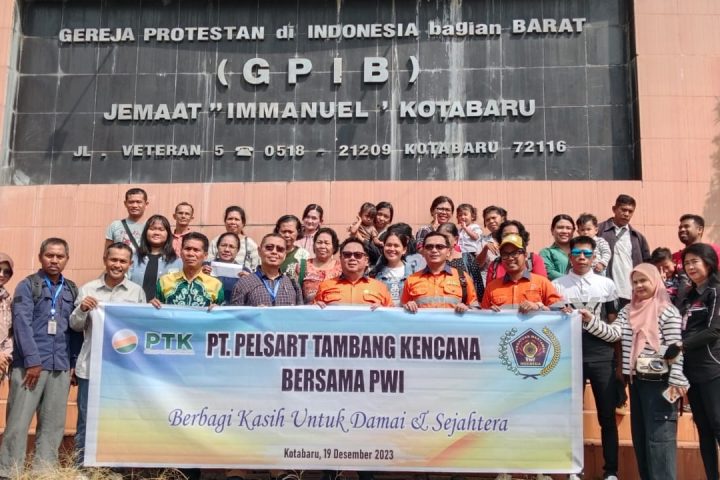 GEREJA PROTESTAN di INDONESIA bagian BARAT
( GPIB )
JEMAAT "IMMANUEL' KOTABARU
JL . VETERAN 5 ☎ 0518 - 21209 KOTABARU 72116
PTK
PT. PELSART TAMBANG KENCANA
BERSAMA PWI
Berbagi Kasih Untuk Damai & Sejahtera
Kotabaru, 19 Desember 2023